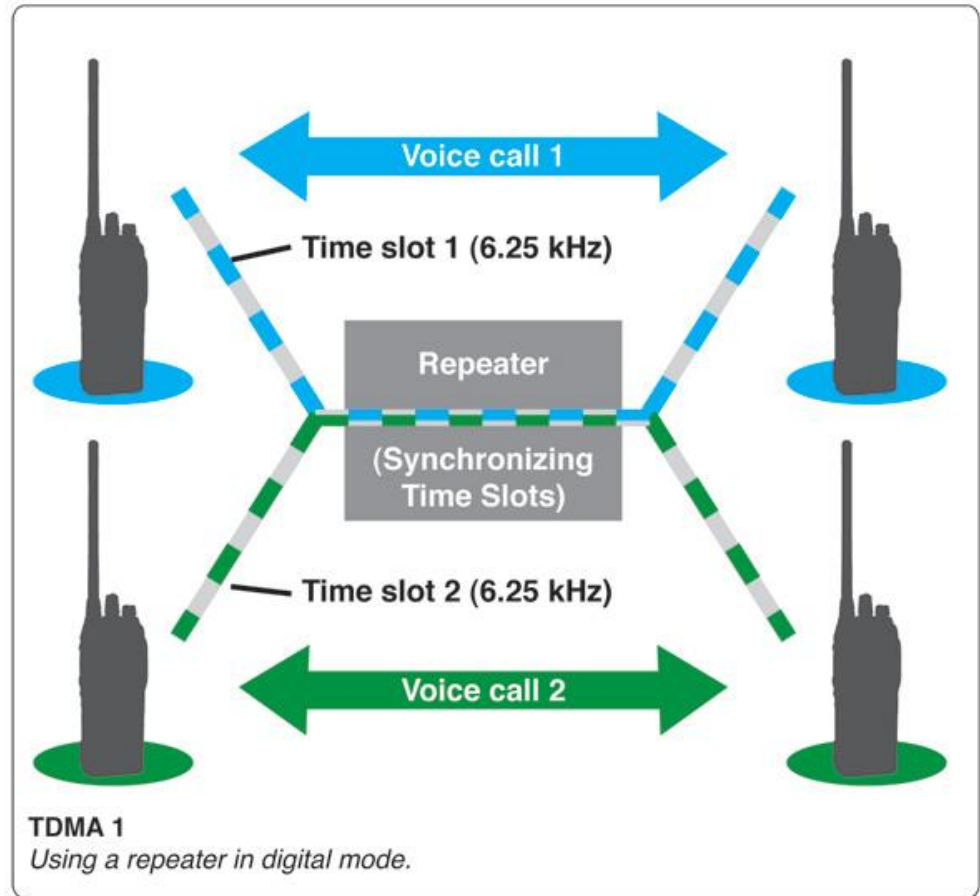 Voice call 1
Time slot 1 (6.25 kHz)
Repeater
(Synchronizing
Time Slots)
Time slot 2 (6.25 kHz)
Voice call 2
TDMA 1
Using a repeater in digital mode.